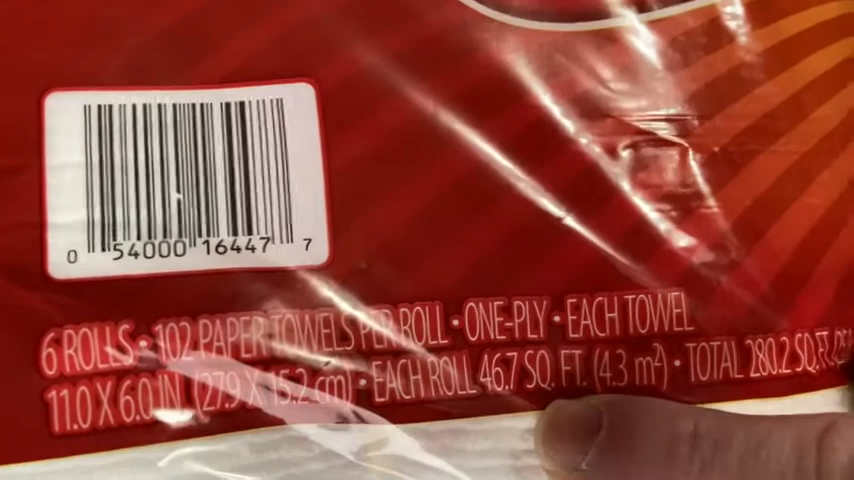 0 54000 16447 7
6 ROLLS • 102 PAPER TOWELS PER ROLL • ONE-PLY • EACH TOWEL
11.0 X 6.0 IN (27.9 X 15.2 cm) • EACH ROLL 46.7 SQ. FT. (4.3 m²) • TOTAL 280.2 SQ.FT.